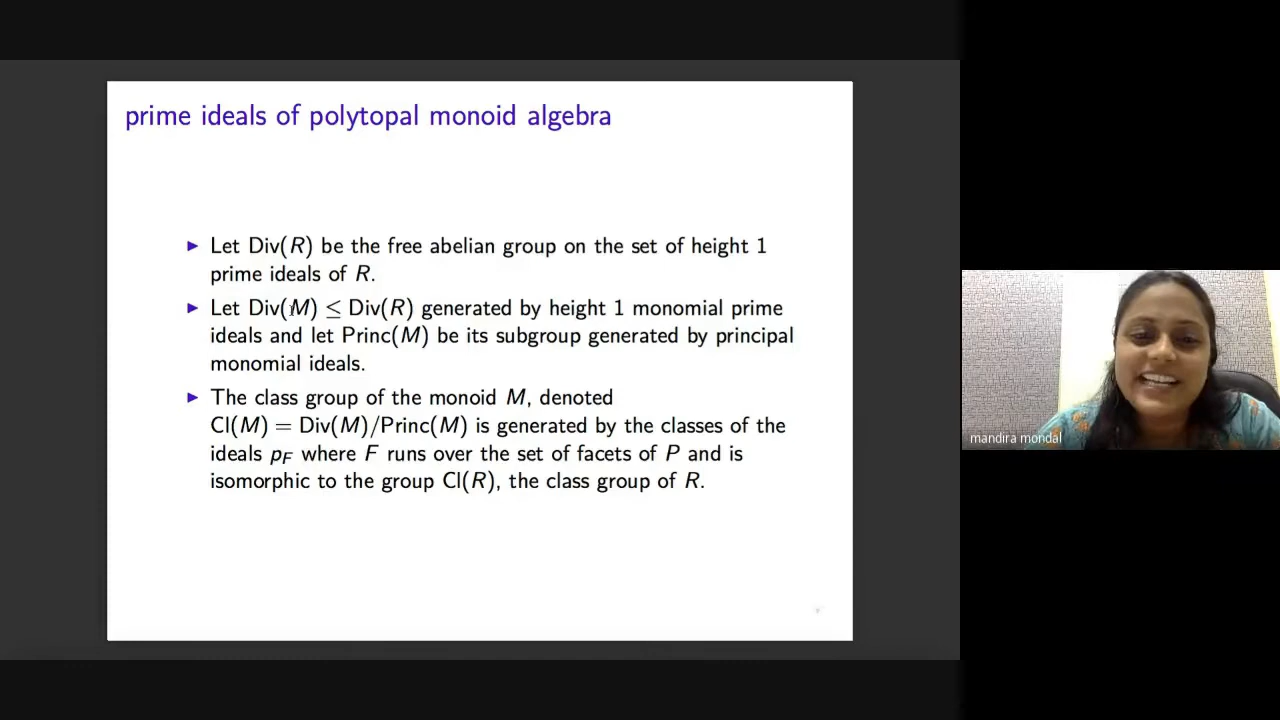 prime ideals of polytopal monoid algebra
▶ Let Div(R) be the free abelian group on the set of height 1
prime ideals of R.
▶ Let Div(M) ≤ Div(R) generated by height 1 monomial prime
ideals and let Princ(M) be its subgroup generated by principal
monomial ideals.
▶ The class group of the monoid M, denoted
Cl(M) = Div(M)/Princ(M) is generated by the classes of the
ideals p_F where F runs over the set of facets of P and is
isomorphic to the group Cl(R), the class group of R.
mandira mondal